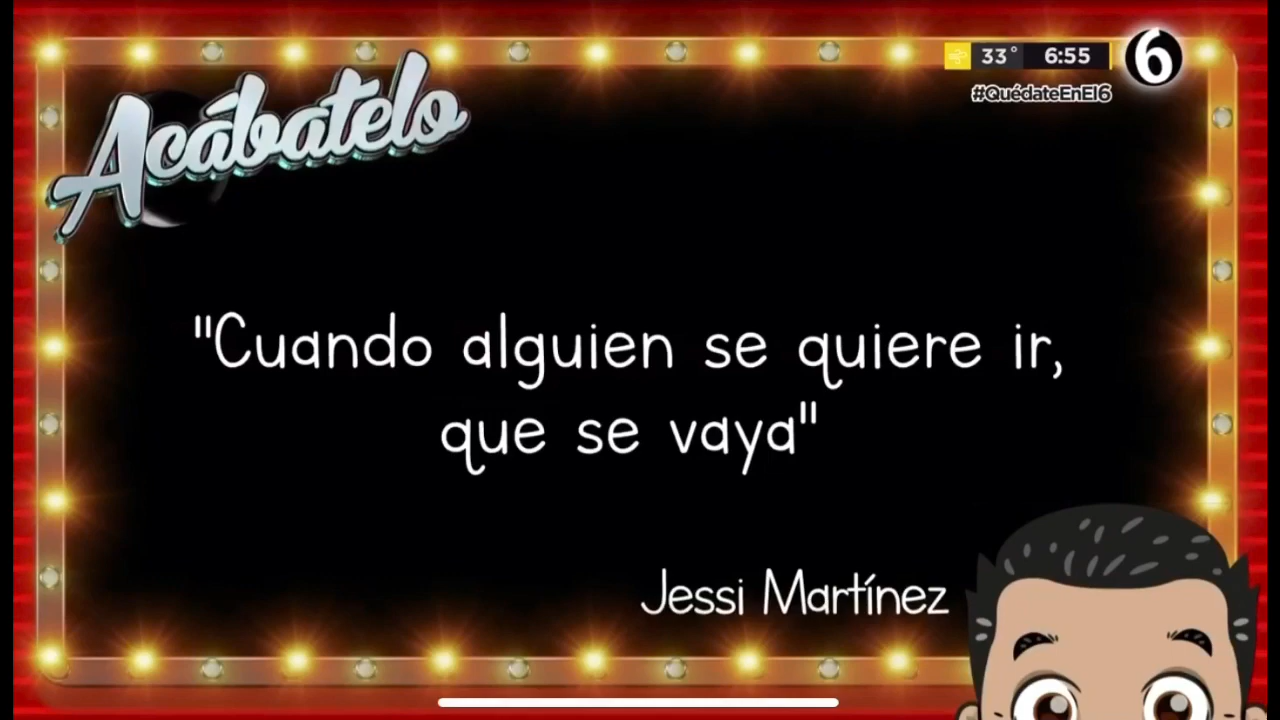 Acábatelo
33° 6:55 6
#QuédateEnEl6
"Cuando alguien se quiere ir,
que se vaya"
Jessi Martínez